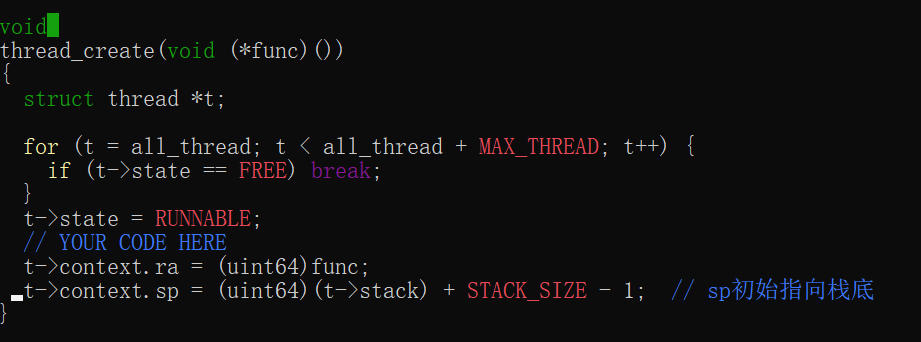 void
thread_create(void (*func)())
{
  struct thread *t;

  for (t = all_thread; t < all_thread + MAX_THREAD; t++) {
    if (t->state == FREE) break;
  }
  t->state = RUNNABLE;
  // YOUR CODE HERE
  t->context.ra = (uint64)func;
  t->context.sp = (uint64)(t->stack) + STACK_SIZE - 1;  // sp初始指向栈底
}